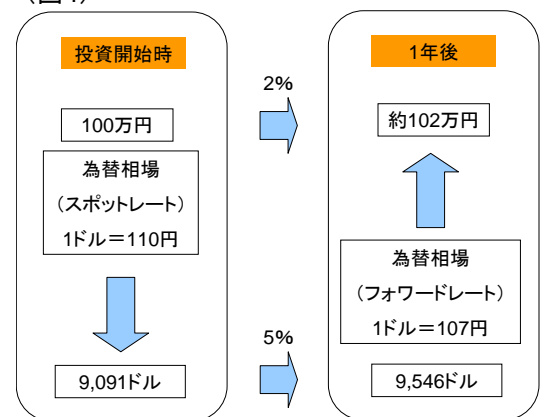 投資開始時
100万円
為替相場
（スポットレート）
1ドル＝110円
9,091ドル
2%
5%
1年後
約102万円
為替相場
（フォワードレート）
1ドル＝107円
9,546ドル